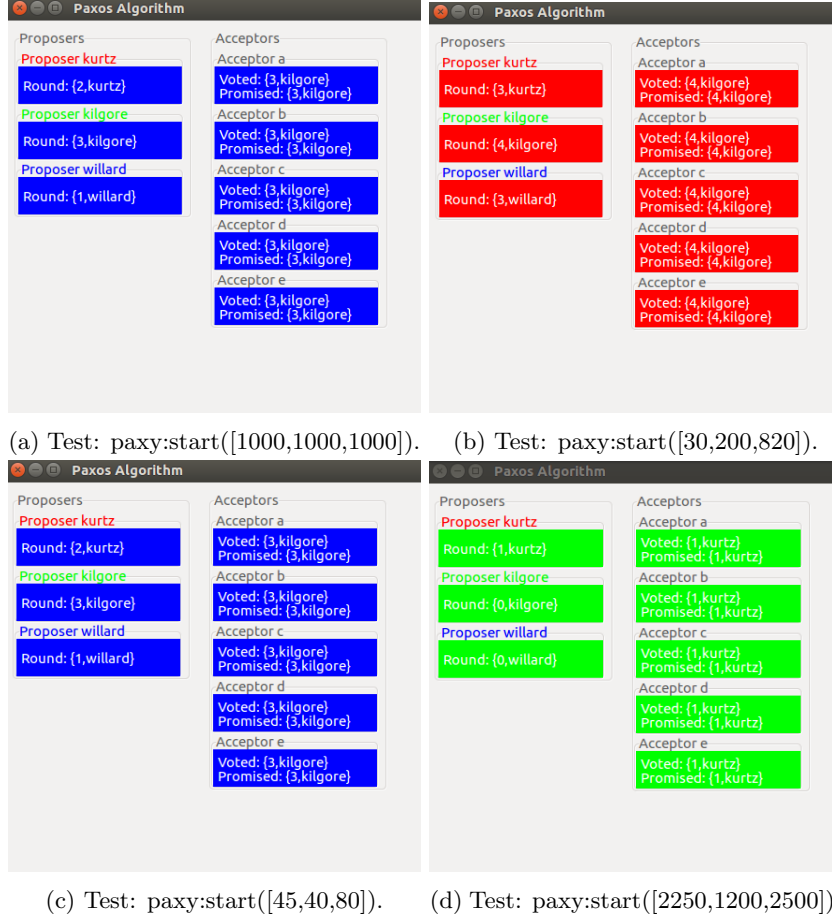 Paxos Algorithm
Proposers
Proposer kurtz
Round: {2,kurtz}
Proposer kilgore
Round: {3,kilgore}
Proposer willard
Round: {1,willard}
Acceptors
Acceptor a
Voted: {3,kilgore}
Promised: {3,kilgore}
Acceptor b
Voted: {3,kilgore}
Promised: {3,kilgore}
Acceptor c
Voted: {3,kilgore}
Promised: {3,kilgore}
Acceptor d
Voted: {3,kilgore}
Promised: {3,kilgore}
Acceptor e
Voted: {3,kilgore}
Promised: {3,kilgore}
(a) Test: paxy:start([1000,1000,1000]).
Paxos Algorithm
Proposers
Proposer kurtz
Round: {3,kurtz}
Proposer kilgore
Round: {4,kilgore}
Proposer willard
Round: {3,willard}
Acceptors
Acceptor a
Voted: {4,kilgore}
Promised: {4,kilgore}
Acceptor b
Voted: {4,kilgore}
Promised: {4,kilgore}
Acceptor c
Voted: {4,kilgore}
Promised: {4,kilgore}
Acceptor d
Voted: {4,kilgore}
Promised: {4,kilgore}
Acceptor e
Voted: {4,kilgore}
Promised: {4,kilgore}
(b) Test: paxy:start([30,200,820]).
Paxos Algorithm
Proposers
Proposer kurtz
Round: {2,kurtz}
Proposer kilgore
Round: {3,kilgore}
Proposer willard
Round: {1,willard}
Acceptors
Acceptor a
Voted: {3,kilgore}
Promised: {3,kilgore}
Acceptor b
Voted: {3,kilgore}
Promised: {3,kilgore}
Acceptor c
Voted: {3,kilgore}
Promised: {3,kilgore}
Acceptor d
Voted: {3,kilgore}
Promised: {3,kilgore}
Acceptor e
Voted: {3,kilgore}
Promised: {3,kilgore}
(c) Test: paxy:start([45,40,80]).
Paxos Algorithm
Proposers
Proposer kurtz
Round: {1,kurtz}
Proposer kilgore
Round: {0,kilgore}
Proposer willard
Round: {0,willard}
Acceptors
Acceptor a
Voted: {1,kurtz}
Promised: {1,kurtz}
Acceptor b
Voted: {1,kurtz}
Promised: {1,kurtz}
Acceptor c
Voted: {1,kurtz}
Promised: {1,kurtz}
Acceptor d
Voted: {1,kurtz}
Promised: {1,kurtz}
Acceptor e
Voted: {1,kurtz}
Promised: {1,kurtz}
(d) Test: paxy:start([2250,1200,2500])